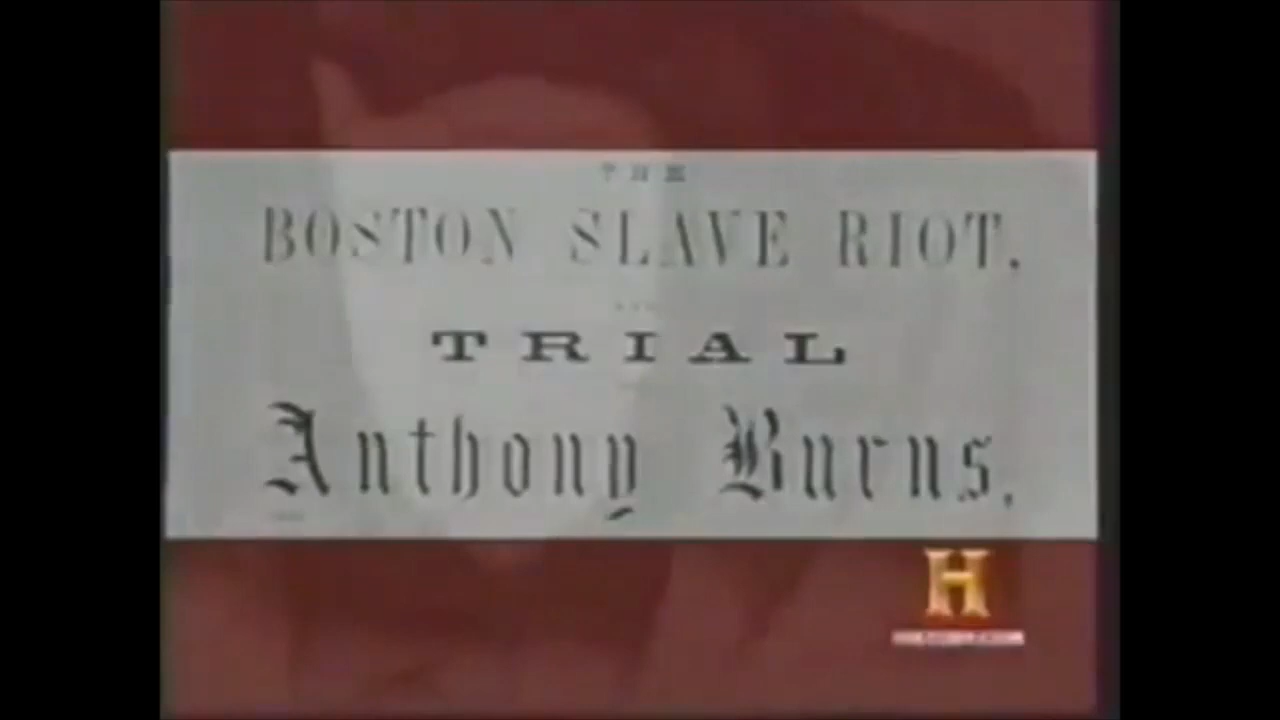 THE
BOSTON SLAVE RIOT.
TRIAL
Anthony Burns,
H